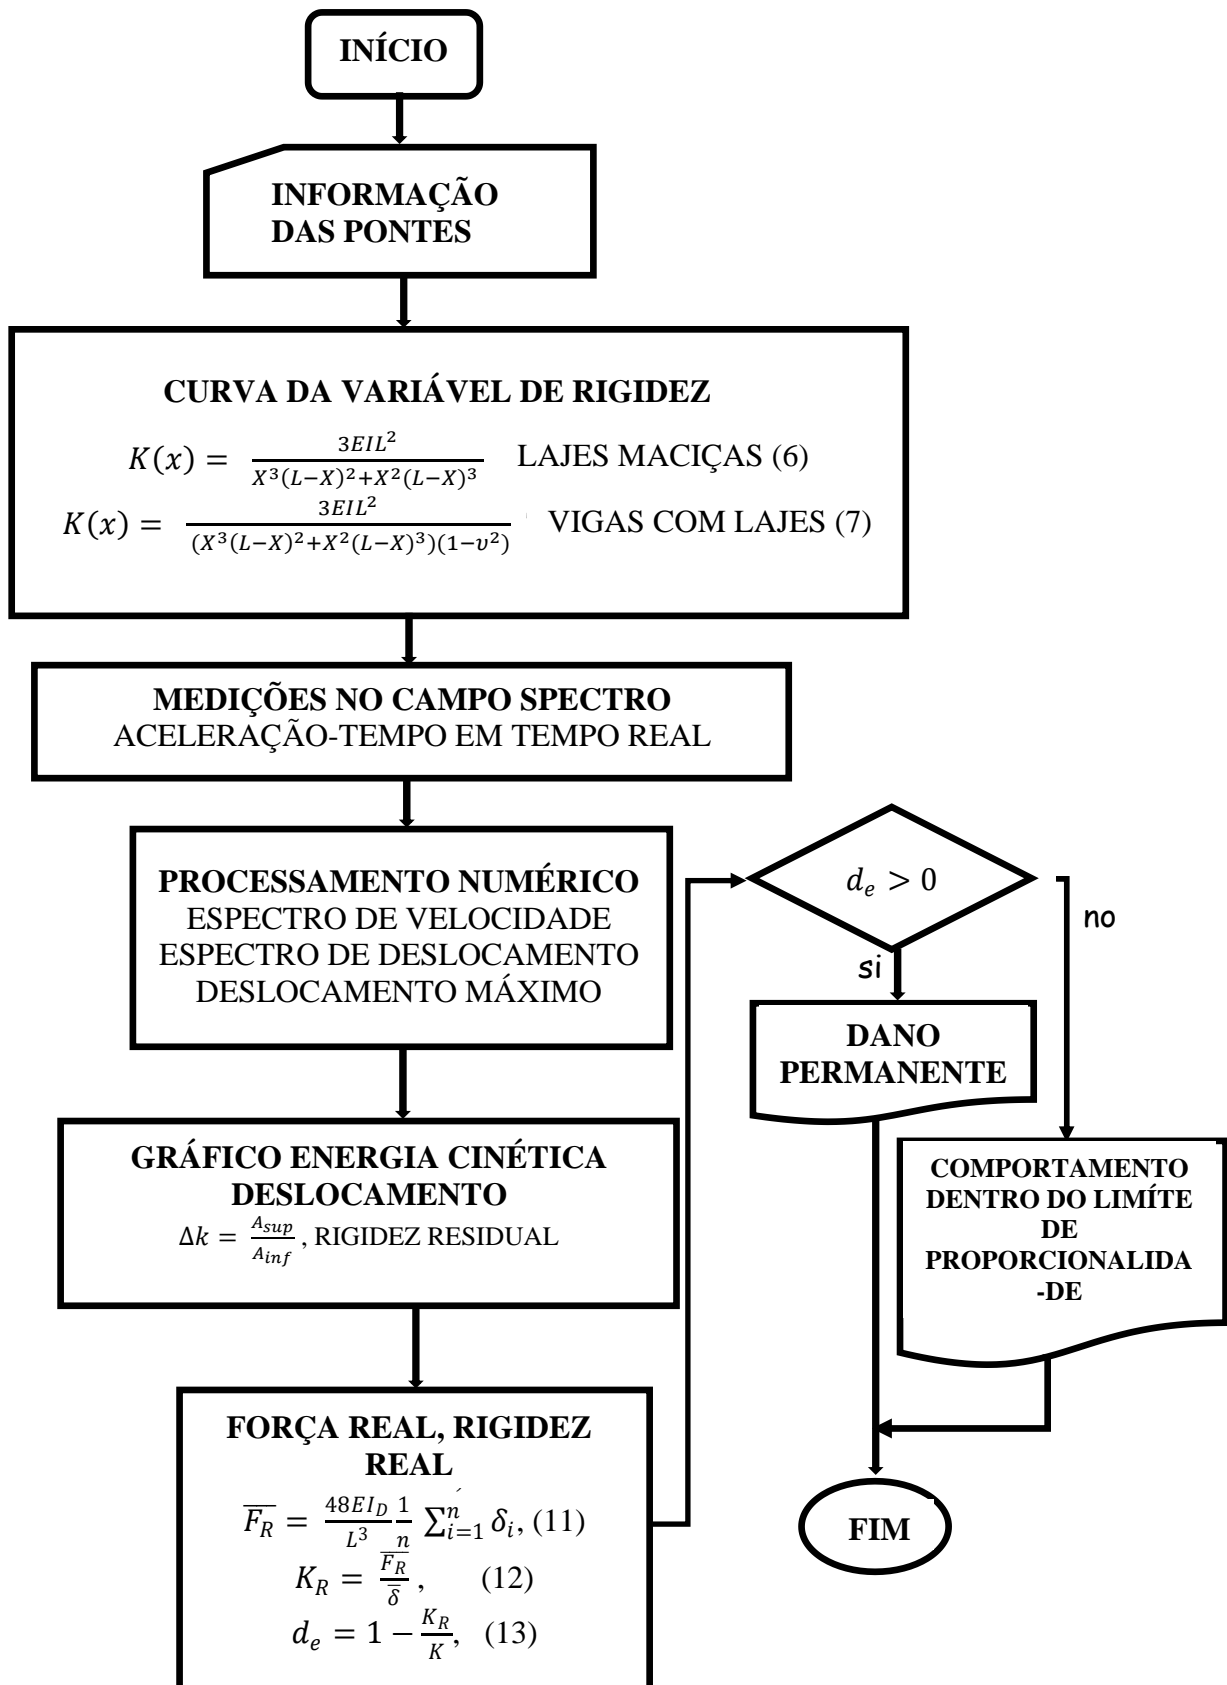 INÍCIO
INFORMAÇÃO
DAS PONTES
CURVA DA VARIÁVEL DE RIGIDEZ
K(x) = 3EIL² / (X³(L−X)²+X²(L−X)³) LAJES MACIÇAS (6)
K(x) = 3EIL² / ((X³(L−X)²+X²(L−X)³)(1−υ²)) VIGAS COM LAJES (7)
MEDIÇÕES NO CAMPO SPECTRO
ACELERAÇÃO-TEMPO EM TEMPO REAL
PROCESSAMENTO NUMÉRICO
ESPECTRO DE VELOCIDADE
ESPECTRO DE DESLOCAMENTO
DESLOCAMENTO MÁXIMO
GRÁFICO ENERGIA CINÉTICA
DESLOCAMENTO
Δk = A_sup / A_inf , RIGIDEZ RESIDUAL
FORÇA REAL, RIGIDEZ
REAL
F̅_R̅ = 48EI_D / L³ 1/n ∑ⁿᵢ₌₁ δᵢ, (11)
K_R = F̅_R̅ / δ̅ , (12)
d_e = 1 − K_R / K, (13)
d_e > 0
no
si
DANO
PERMANENTE
COMPORTAMENTO
DENTRO DO LIMÍTE
DE
PROPORCIONALIDA
-DE
FIM